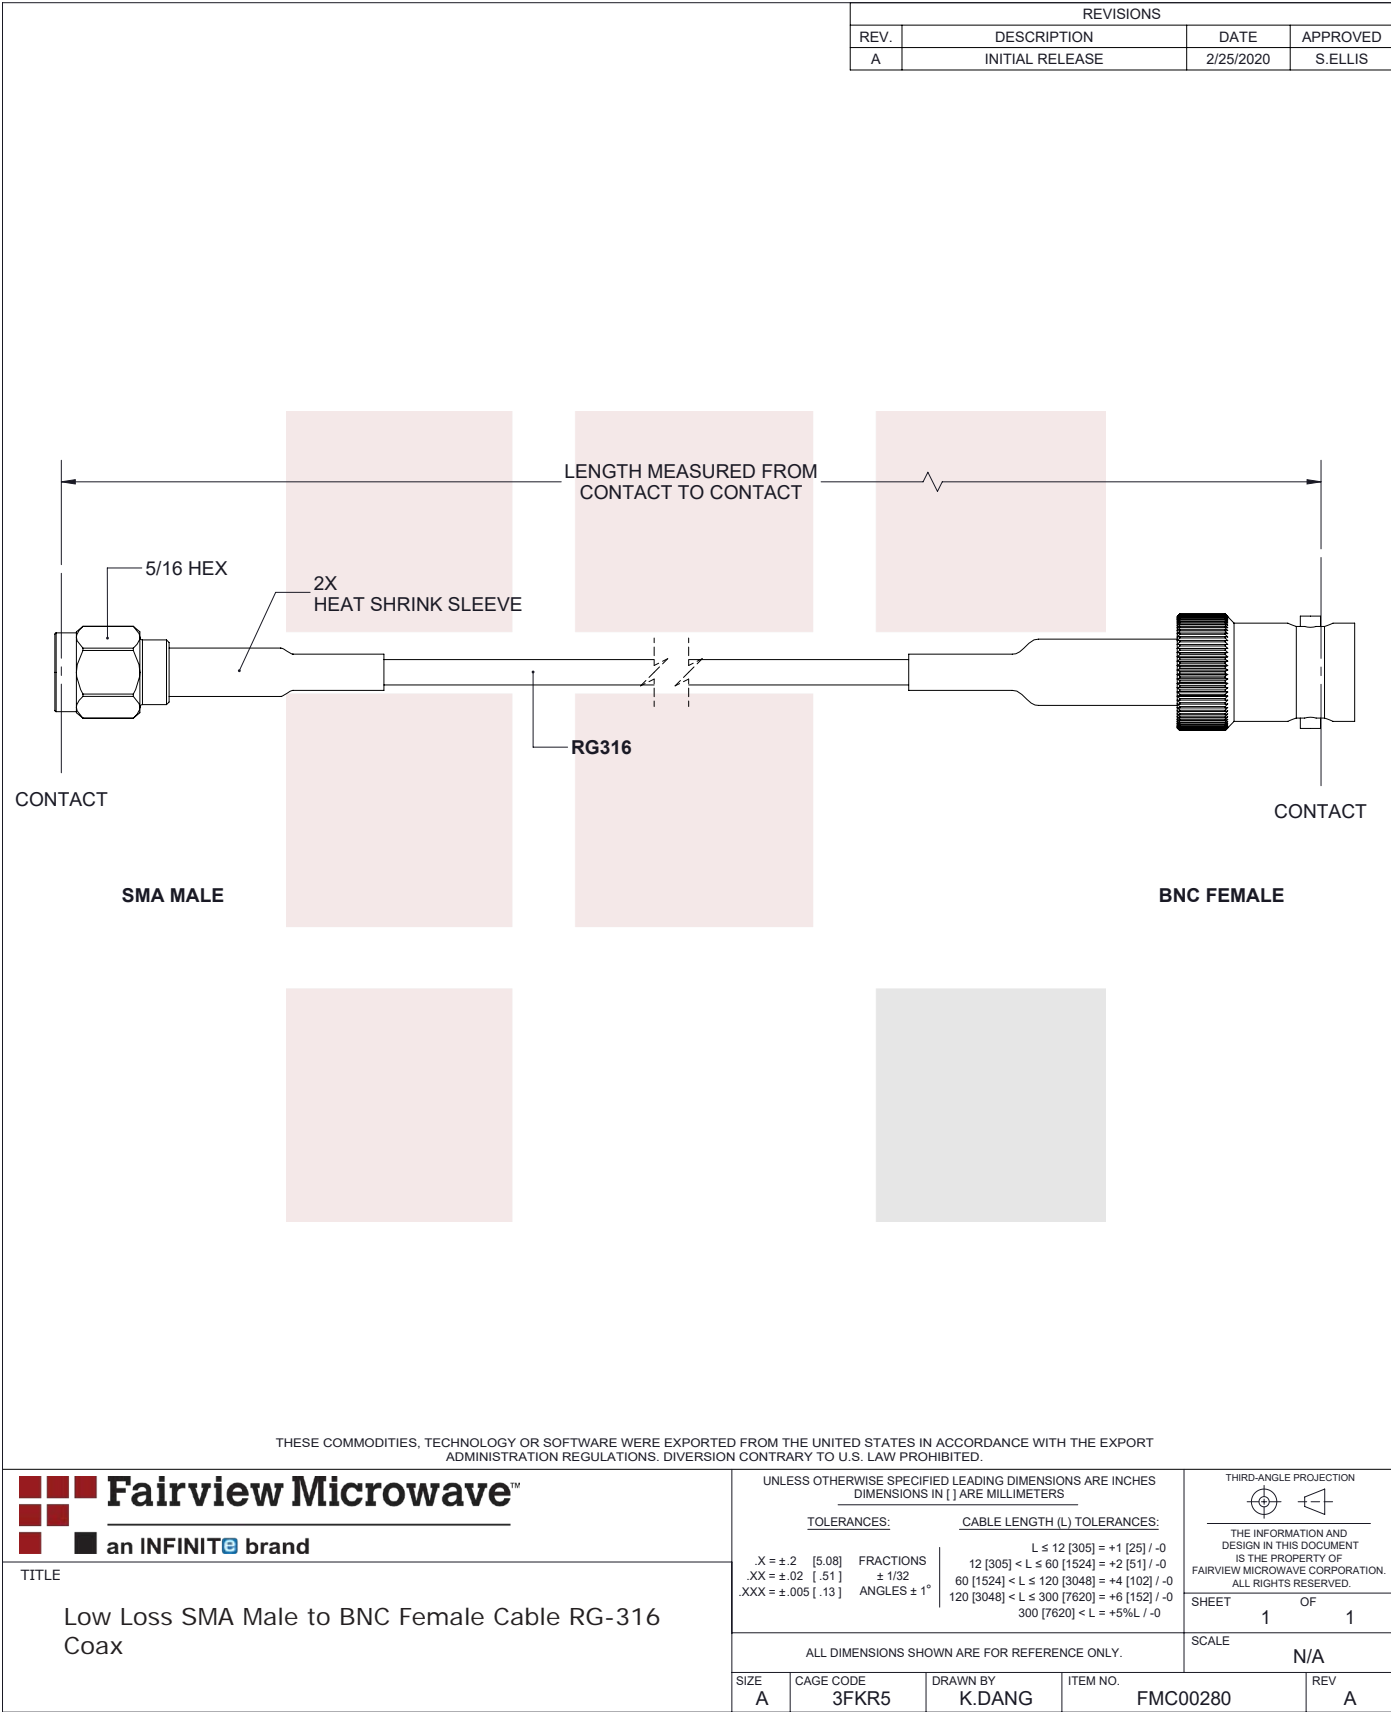 REVISIONS
REV. DESCRIPTION DATE APPROVED
A INITIAL RELEASE 2/25/2020 S.ELLIS
LENGTH MEASURED FROM
CONTACT TO CONTACT
5/16 HEX
2X
HEAT SHRINK SLEEVE
RG316
CONTACT
CONTACT
SMA MALE
BNC FEMALE
THESE COMMODITIES, TECHNOLOGY OR SOFTWARE WERE EXPORTED FROM THE UNITED STATES IN ACCORDANCE WITH THE EXPORT
ADMINISTRATION REGULATIONS. DIVERSION CONTRARY TO U.S. LAW PROHIBITED.
Fairview Microwave™
an INFINITe brand
TITLE
Low Loss SMA Male to BNC Female Cable RG-316
Coax
UNLESS OTHERWISE SPECIFIED LEADING DIMENSIONS ARE INCHES
DIMENSIONS IN [ ] ARE MILLIMETERS
TOLERANCES:
.X = ±.2 [5.08] FRACTIONS
.XX = ±.02 [ .51 ] ± 1/32
.XXX = ±.005 [ .13 ] ANGLES ± 1°
CABLE LENGTH (L) TOLERANCES:
L ≤ 12 [305] = +1 [25] / -0
12 [305] < L ≤ 60 [1524] = +2 [51] / -0
60 [1524] < L ≤ 120 [3048] = +4 [102] / -0
120 [3048] < L ≤ 300 [7620] = +6 [152] / -0
300 [7620] < L = +5%L / -0
ALL DIMENSIONS SHOWN ARE FOR REFERENCE ONLY.
THIRD-ANGLE PROJECTION
THE INFORMATION AND
DESIGN IN THIS DOCUMENT
IS THE PROPERTY OF
FAIRVIEW MICROWAVE CORPORATION.
ALL RIGHTS RESERVED.
SHEET 1 OF 1
SCALE
N/A
SIZE CAGE CODE DRAWN BY ITEM NO. REV
A 3FKR5 K.DANG FMC00280 A